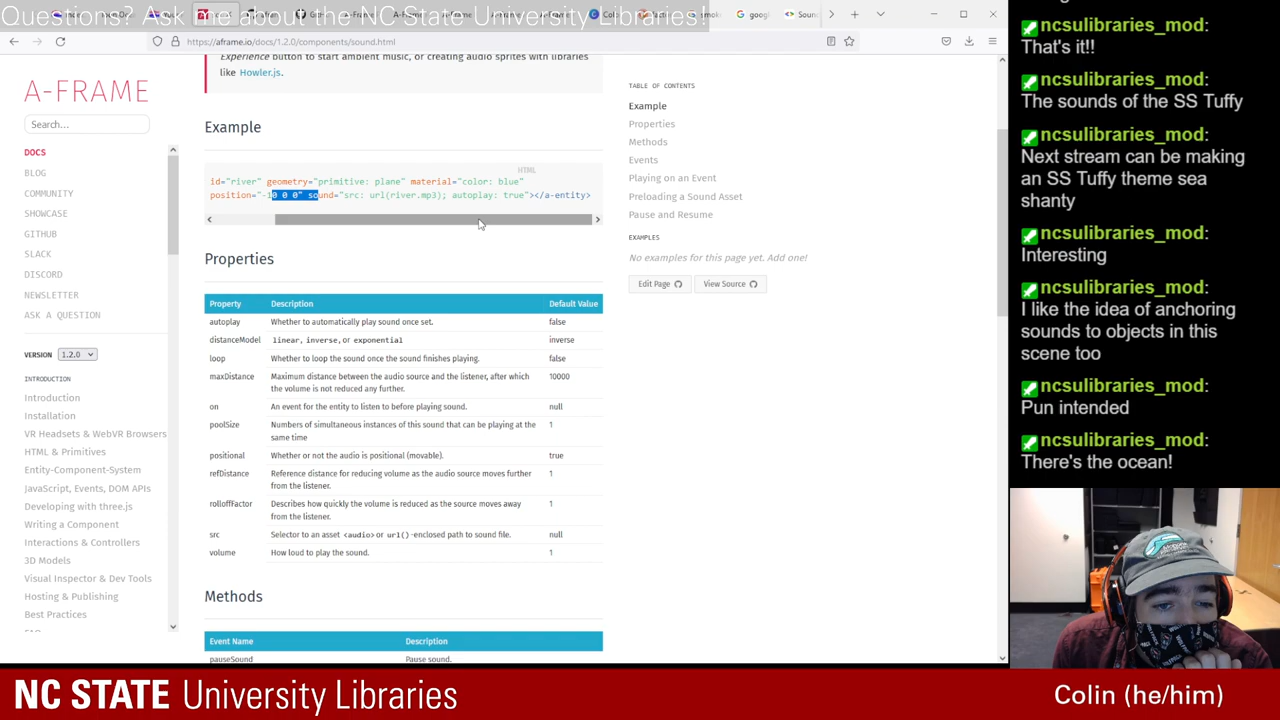 Questions? Ask me about the NC State University Libraries!
https://aframe.io/docs/1.2.0/components/sound.html
A-FRAME
Search...
DOCS
BLOG
COMMUNITY
SHOWCASE
GITHUB
SLACK
DISCORD
NEWSLETTER
ASK A QUESTION
VERSION 1.2.0
INTRODUCTION
Introduction
Installation
VR Headsets & WebVR Browsers
HTML & Primitives
Entity-Component-System
JavaScript, Events, DOM APIs
Developing with three.js
Writing a Component
Interactions & Controllers
3D Models
Visual Inspector & Dev Tools
Hosting & Publishing
Best Practices
FAQ
Experience button to start ambient music, or creating audio sprites with libraries
like Howler.js.
Example
HTML
id="river" geometry="primitive: plane" material="color: blue"
position="-10 0 0" sound="src: url(river.mp3); autoplay: true"></a-entity>
Properties
Property Description Default Value
autoplay Whether to automatically play sound once set. false
distanceModel linear, inverse, or exponential inverse
loop Whether to loop the sound once the sound finishes playing. false
maxDistance Maximum distance between the audio source and the listener, after which 10000
the volume is not reduced any further.
on An event for the entity to listen to before playing sound. null
poolSize Numbers of simultaneous instances of this sound that can be playing at the 1
same time
positional Whether or not the audio is positional (movable). true
refDistance Reference distance for reducing volume as the audio source moves further 1
from the listener.
rolloffFactor Describes how quickly the volume is reduced as the source moves away 1
from the listener.
src Selector to an asset <audio> or url()-enclosed path to sound file. null
volume How loud to play the sound. 1
Methods
Event Name Description
pauseSound Pause sound.
TABLE OF CONTENTS
Example
Properties
Methods
Events
Playing on an Event
Preloading a Sound Asset
Pause and Resume
EXAMPLES
No examples for this page yet. Add one!
Edit Page View Source
ncsulibraries_mod:
That's it!!
ncsulibraries_mod:
The sounds of the SS Tuffy
ncsulibraries_mod:
Next stream can be making
an SS Tuffy theme sea
shanty
ncsulibraries_mod:
Interesting
ncsulibraries_mod:
I like the idea of anchoring
sounds to objects in this
scene too
ncsulibraries_mod:
Pun intended
ncsulibraries_mod:
There's the ocean!
NC STATE University Libraries
Colin (he/him)